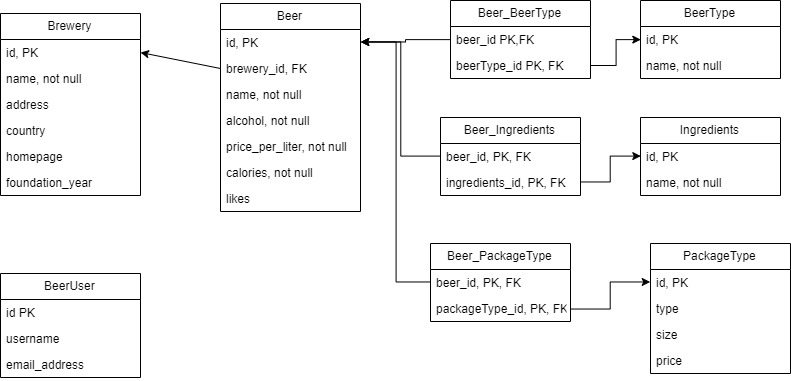 Brewery
id, PK
name, not null
address
country
homepage
foundation_year
Beer
id, PK
brewery_id, FK
name, not null
alcohol, not null
price_per_liter, not null
calories, not null
likes
Beer_BeerType
beer_id PK,FK
beerType_id PK, FK
BeerType
id, PK
name, not null
Beer_Ingredients
beer_id, PK, FK
ingredients_id, PK, FK
Ingredients
id, PK
name, not null
Beer_PackageType
beer_id, PK, FK
packageType_id, PK, FK
PackageType
id, PK
type
size
price
BeerUser
id PK
username
email_address